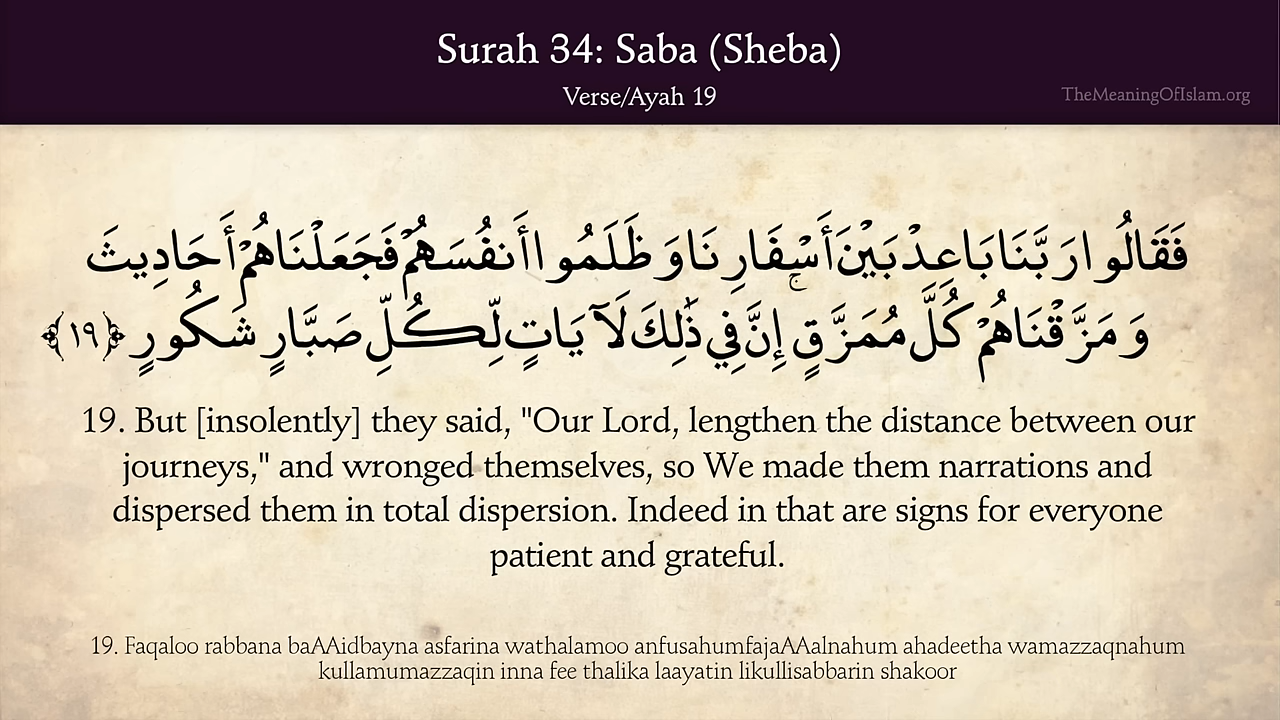 Surah 34: Saba (Sheba)
Verse/Ayah 19
TheMeaningOfIslam.org
فَقَالُوا رَبَّنَا بَاعِدْ بَيْنَ أَسْفَارِنَا وَظَلَمُوا أَنفُسَهُمْ فَجَعَلْنَاهُمْ أَحَادِيثَ
وَمَزَّقْنَاهُمْ كُلَّ مُمَزَّقٍ ۚ إِنَّ فِي ذَٰلِكَ لَآيَاتٍ لِّكُلِّ صَبَّارٍ شَكُورٍ ﴿١٩﴾
19. But [insolently] they said, "Our Lord, lengthen the distance between our
journeys," and wronged themselves, so We made them narrations and
dispersed them in total dispersion. Indeed in that are signs for everyone
patient and grateful.
19. Faqaloo rabbana baAAidbayna asfarina wathalamoo anfusahumfajaAAalnahum ahadeetha wamazzaqnahum
kullamumazzaqin inna fee thalika laayatin likullisabbarin shakoor